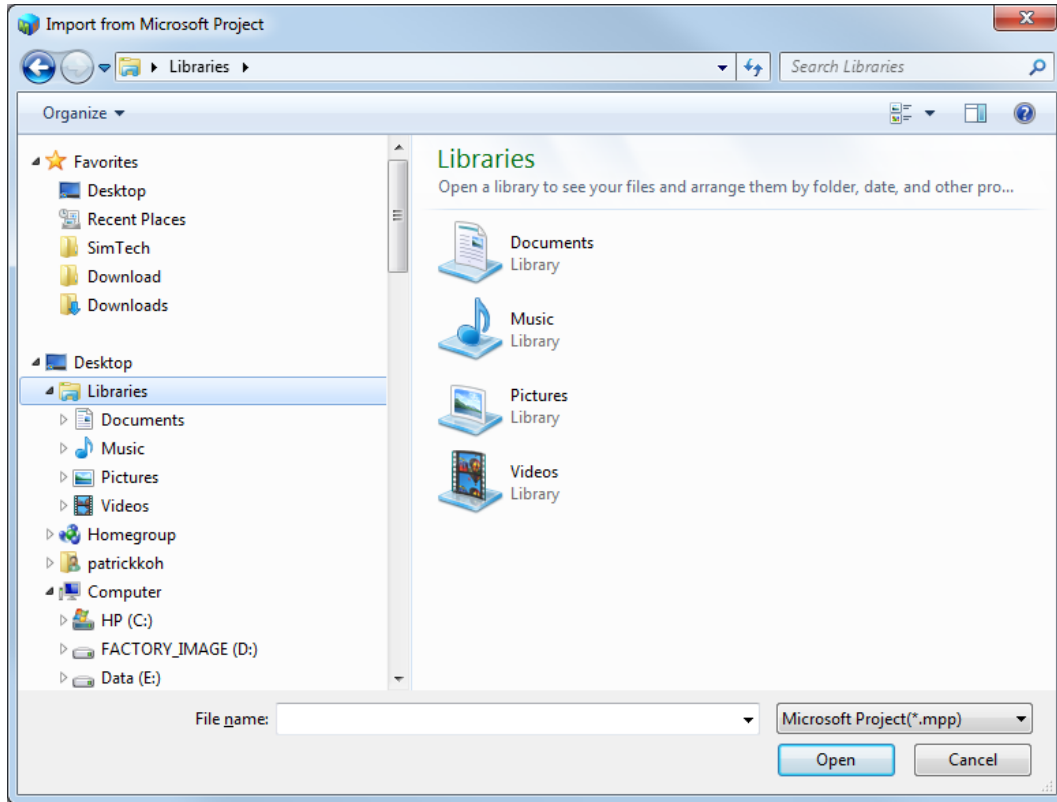 Import from Microsoft Project
Libraries
Search Libraries
Organize
Favorites
Desktop
Recent Places
SimTech
Download
Downloads
Desktop
Libraries
Documents
Music
Pictures
Videos
Homegroup
patrickkoh
Computer
HP (C:)
FACTORY_IMAGE (D:)
Data (E:)
Libraries
Open a library to see your files and arrange them by folder, date, and other pro...
Documents
Library
Music
Library
Pictures
Library
Videos
Library
File name:
Microsoft Project(*.mpp)
Open
Cancel